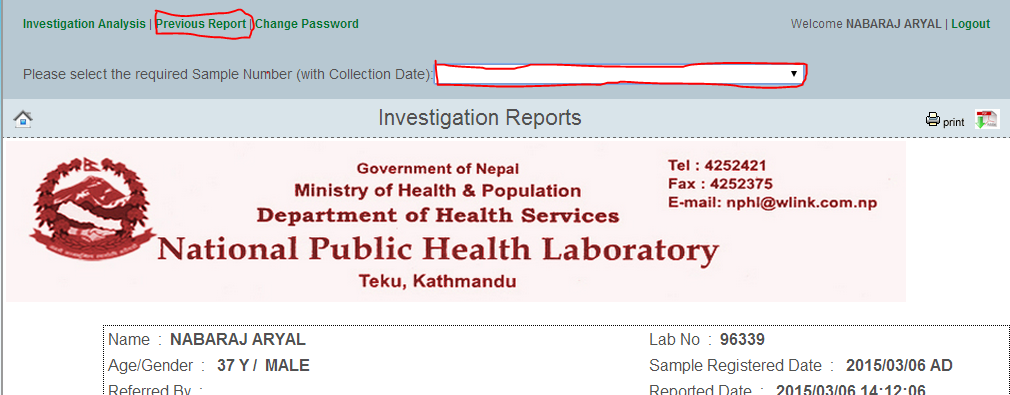 Investigation Analysis | Previous Report | Change Password
Welcome NABARAJ ARYAL | Logout
Please select the required Sample Number (with Collection Date):
Investigation Reports
print
Government of Nepal
Ministry of Health & Population
Department of Health Services
National Public Health Laboratory
Teku, Kathmandu
Tel : 4252421
Fax : 4252375
E-mail: nphl@wlink.com.np
Name : NABARAJ ARYAL
Lab No : 96339
Age/Gender : 37 Y / MALE
Sample Registered Date : 2015/03/06 AD
Referred By :
Reported Date : 2015/03/06 14:12:06